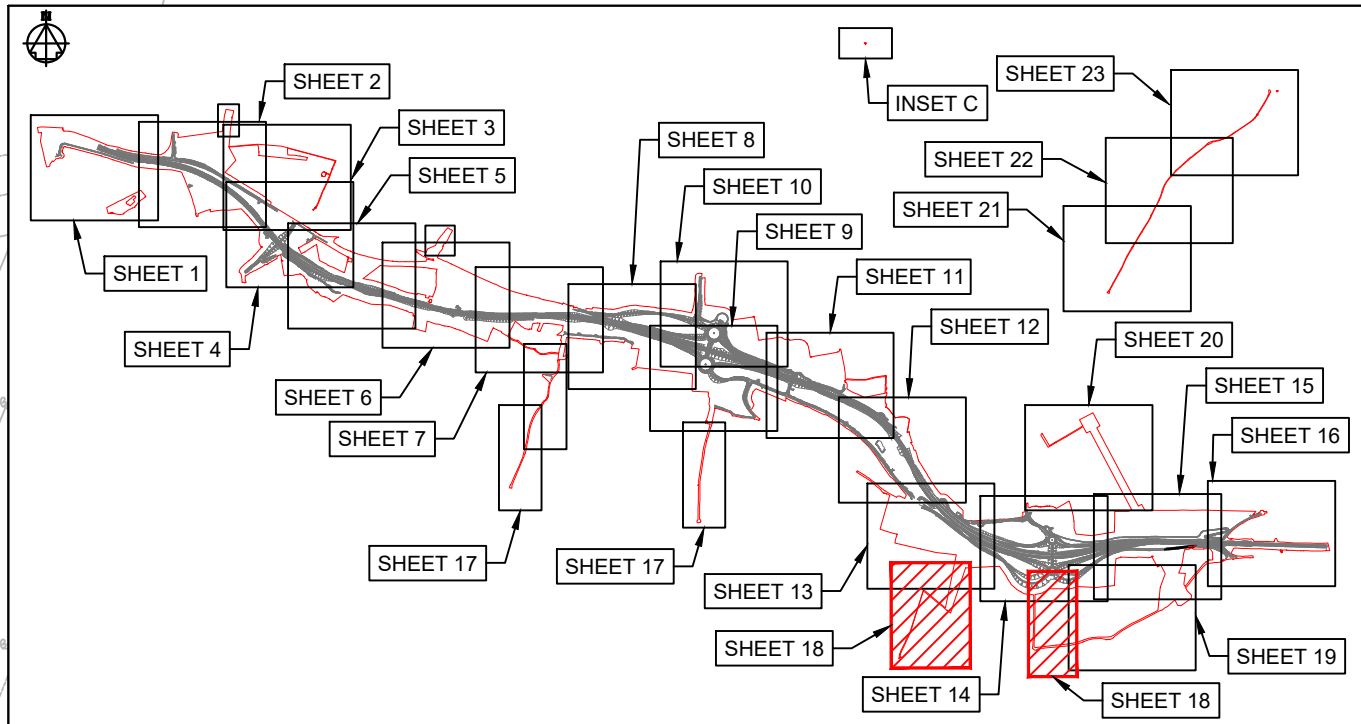 SHEET 2
SHEET 23
INSET C
SHEET 3
SHEET 8
SHEET 22
SHEET 5
SHEET 10
SHEET 21
SHEET 9
SHEET 1
SHEET 11
SHEET 12
SHEET 4
SHEET 20
SHEET 15
SHEET 6
SHEET 16
SHEET 7
SHEET 17
SHEET 17
SHEET 13
SHEET 18
SHEET 19
SHEET 14
SHEET 18